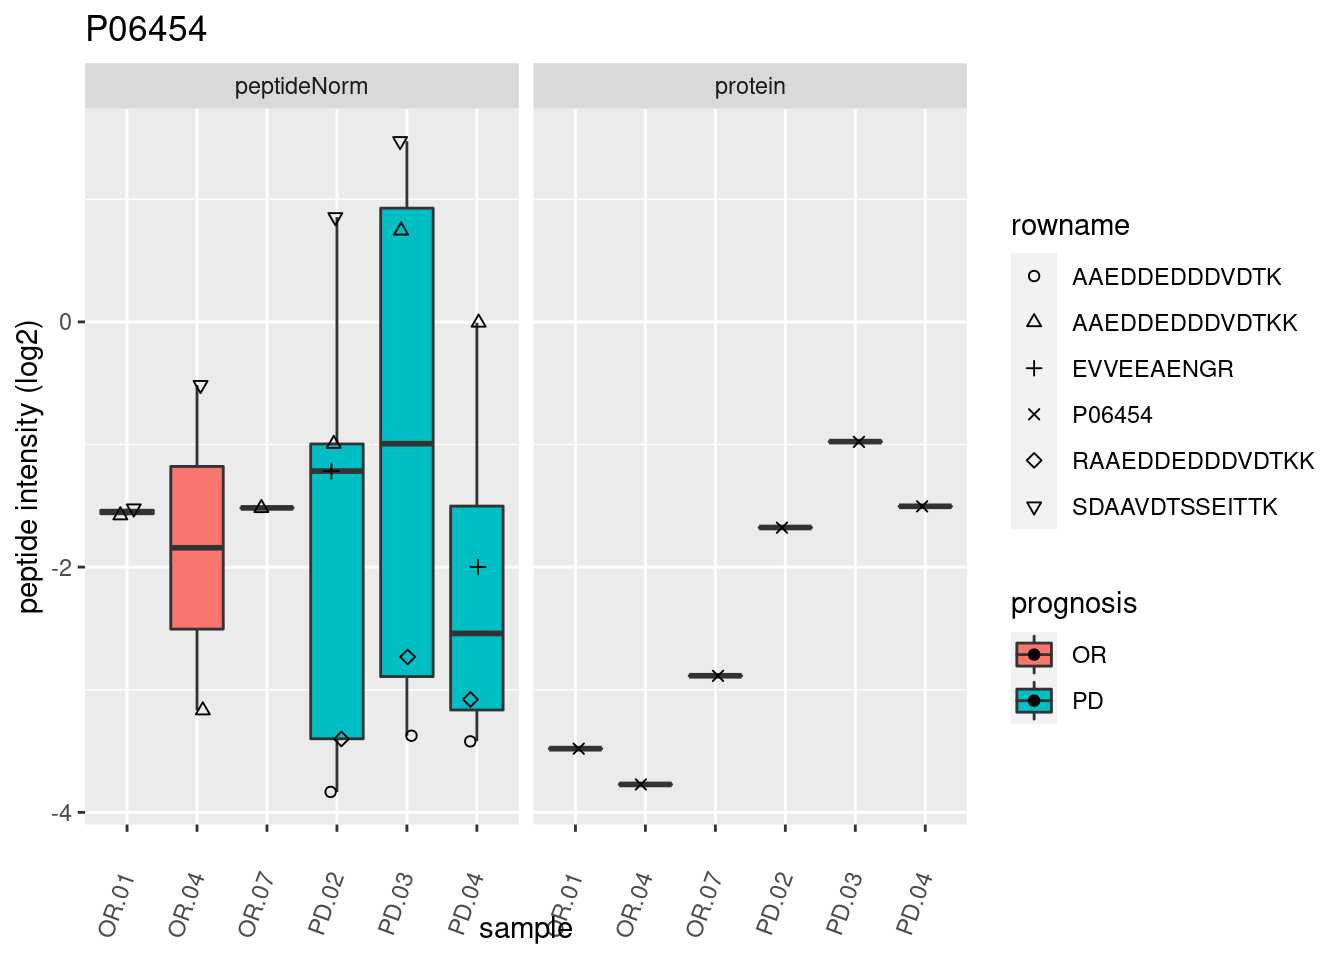 P06454
peptideNorm
protein
peptide intensity (log2)
0
-2
-4
OR.01
OR.04
OR.07
PD.02
PD.03
PD.04
OR.01
OR.04
OR.07
PD.02
PD.03
PD.04
sample
rowname
AAEDDEDDDVDTK
AAEDDEDDDVDTKK
EVVEEAENGR
P06454
RAAEDDEDDDVDTKK
SDAAVDTSSEITTK
prognosis
OR
PD